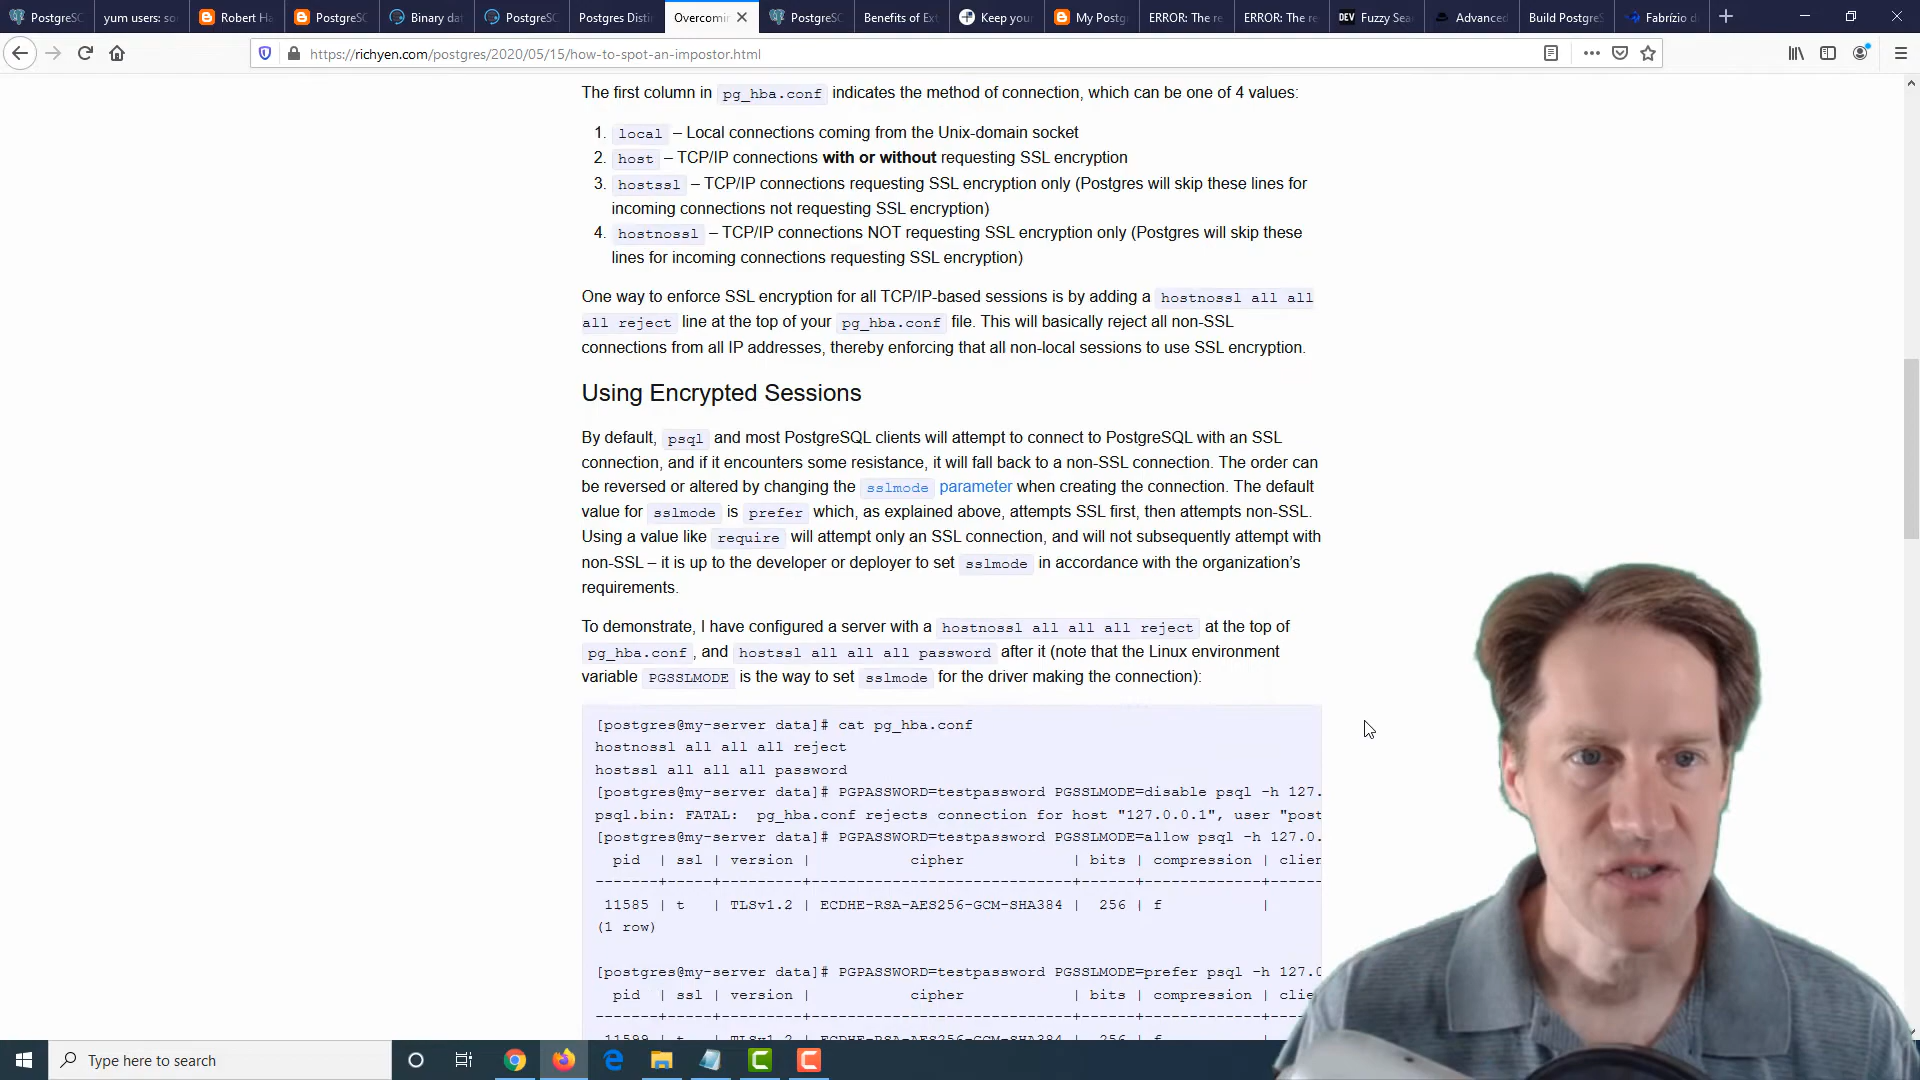 PostgreSC
yum users: so
Robert Ha
PostgreSC
Binary da
PostgreSC
Postgres Disti
Overcomin
PostgreSC
Benefits of Ex
Keep your
My Postg
ERROR: The re
ERROR: The re
DEV Fuzzy Sea
Advanced
Build PostgreS
Fabrízio d
https://richyen.com/postgres/2020/05/15/how-to-spot-an-impostor.html
The first column in pg_hba.conf indicates the method of connection, which can be one of 4 values:
1. local – Local connections coming from the Unix-domain socket
2. host – TCP/IP connections with or without requesting SSL encryption
3. hostssl – TCP/IP connections requesting SSL encryption only (Postgres will skip these lines for
incoming connections not requesting SSL encryption)
4. hostnossl – TCP/IP connections NOT requesting SSL encryption only (Postgres will skip these
lines for incoming connections requesting SSL encryption)
One way to enforce SSL encryption for all TCP/IP-based sessions is by adding a hostnossl all all
all reject line at the top of your pg_hba.conf file. This will basically reject all non-SSL
connections from all IP addresses, thereby enforcing that all non-local sessions to use SSL encryption.
Using Encrypted Sessions
By default, psql and most PostgreSQL clients will attempt to connect to PostgreSQL with an SSL
connection, and if it encounters some resistance, it will fall back to a non-SSL connection. The order can
be reversed or altered by changing the sslmode parameter when creating the connection. The default
value for sslmode is prefer which, as explained above, attempts SSL first, then attempts non-SSL.
Using a value like require will attempt only an SSL connection, and will not subsequently attempt with
non-SSL – it is up to the developer or deployer to set sslmode in accordance with the organization's
requirements.
To demonstrate, I have configured a server with a hostnossl all all all reject at the top of
pg_hba.conf, and hostssl all all all password after it (note that the Linux environment
variable PGSSLMODE is the way to set sslmode for the driver making the connection):
[postgres@my-server data]# cat pg_hba.conf
hostnossl all all all reject
hostssl all all all password
[postgres@my-server data]# PGPASSWORD=testpassword PGSSLMODE=disable psql -h 127.
psql.bin: FATAL:  pg_hba.conf rejects connection for host "127.0.0.1", user "post
[postgres@my-server data]# PGPASSWORD=testpassword PGSSLMODE=allow psql -h 127.0.
pid | ssl | version | cipher | bits | compression | clien
-------+-----+---------+-----------------------------+------+-------------+------
11585 | t | TLSv1.2 | ECDHE-RSA-AES256-GCM-SHA384 | 256 | f |
(1 row)
[postgres@my-server data]# PGPASSWORD=testpassword PGSSLMODE=prefer psql -h 127.0
pid | ssl | version | cipher | bits | compression | clie
-------+-----+---------+-----------------------------+------+-------------+
11599 | t | TLSv1.2 | ECDHE-RSA-AES256-GCM-SHA384 | 256 | f
Type here to search